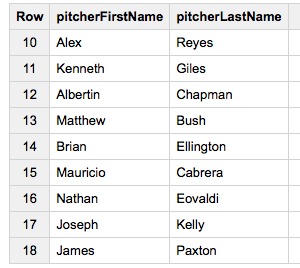 Row pitcherFirstName pitcherLastName
10 Alex Reyes
11 Kenneth Giles
12 Albertin Chapman
13 Matthew Bush
14 Brian Ellington
15 Mauricio Cabrera
16 Nathan Eovaldi
17 Joseph Kelly
18 James Paxton